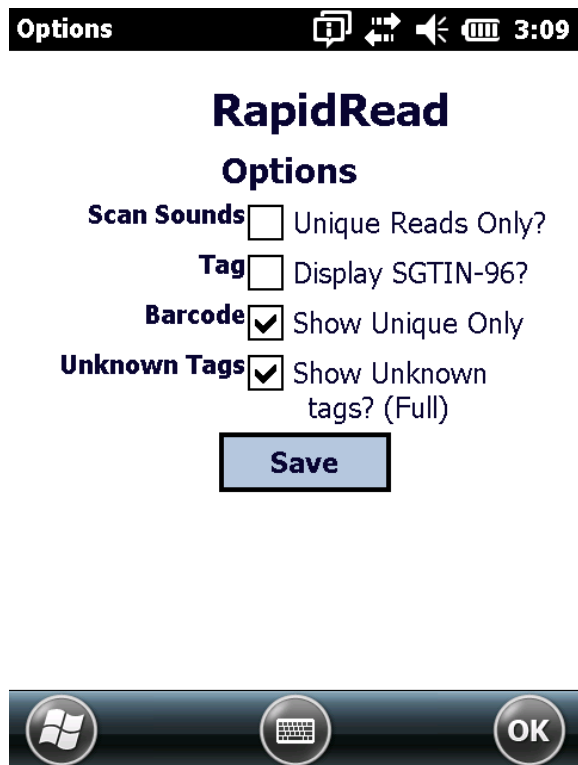 Options 3:09
RapidRead
Options
Scan Sounds Unique Reads Only?
Tag Display SGTIN-96?
Barcode Show Unique Only
Unknown Tags Show Unknown
tags? (Full)
Save
OK